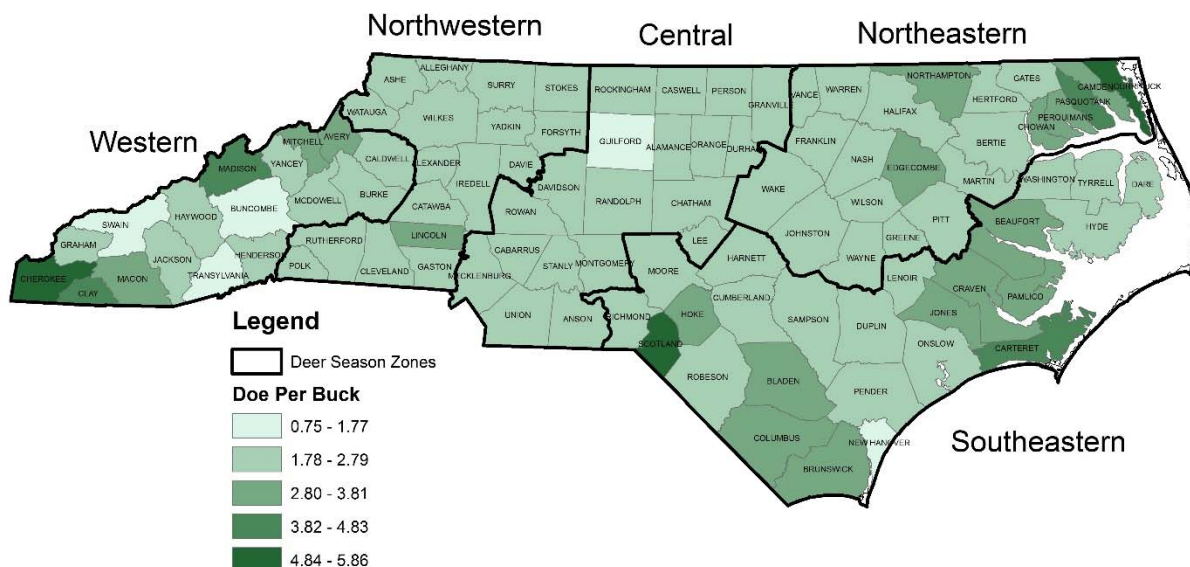 Northwestern
Central
Northeastern
Western
Southeastern
ASHE
ALLEGHANY
SURRY
STOKES
ROCKINGHAM
CASWELL
PERSON
GRANVILLE
VANCE
WARREN
NORTHAMPTON
GATES
CAMDEN
CURRITUCK
PASQUOTANK
PERQUIMANS
CHOWAN
HERTFORD
HALIFAX
WATAUGA
WILKES
YADKIN
FORSYTH
GUILFORD
ALAMANCE
ORANGE
DURHAM
FRANKLIN
NASH
EDGECOMBE
BERTIE
MARTIN
WASHINGTON
TYRRELL
DARE
MITCHELL
AVERY
CALDWELL
LEXANDER
DAVIE
IREDELL
DAVIDSON
RANDOLPH
CHATHAM
WAKE
WILSON
PITT
BEAUFORT
HYDE
MADISON
YANCEY
BURKE
MCDOWELL
CATAWBA
ROWAN
LEE
JOHNSTON
GREENE
WAYNE
SWAIN
HAYWOOD
BUNCOMBE
RUTHERFORD
LINCOLN
CABARRUS
STANLY
MONTGOMERY
MOORE
HARNETT
LENOIR
CRAVEN
PAMLICO
GRAHAM
JACKSON
HENDERSON
POLK
CLEVELAND
GASTON
MECKLENBURG
CHEROKEE
CLAY
MACON
TRANSYLVANIA
UNION
ANSON
RICHMOND
HOKE
CUMBERLAND
SAMPSON
DUPLIN
JONES
ONSLOW
CARTERET
SCOTLAND
ROBESON
BLADEN
PENDER
COLUMBUS
BRUNSWICK
NEW HANOVER
Legend
Deer Season Zones
Doe Per Buck
0.75 - 1.77
1.78 - 2.79
2.80 - 3.81
3.82 - 4.83
4.84 - 5.86